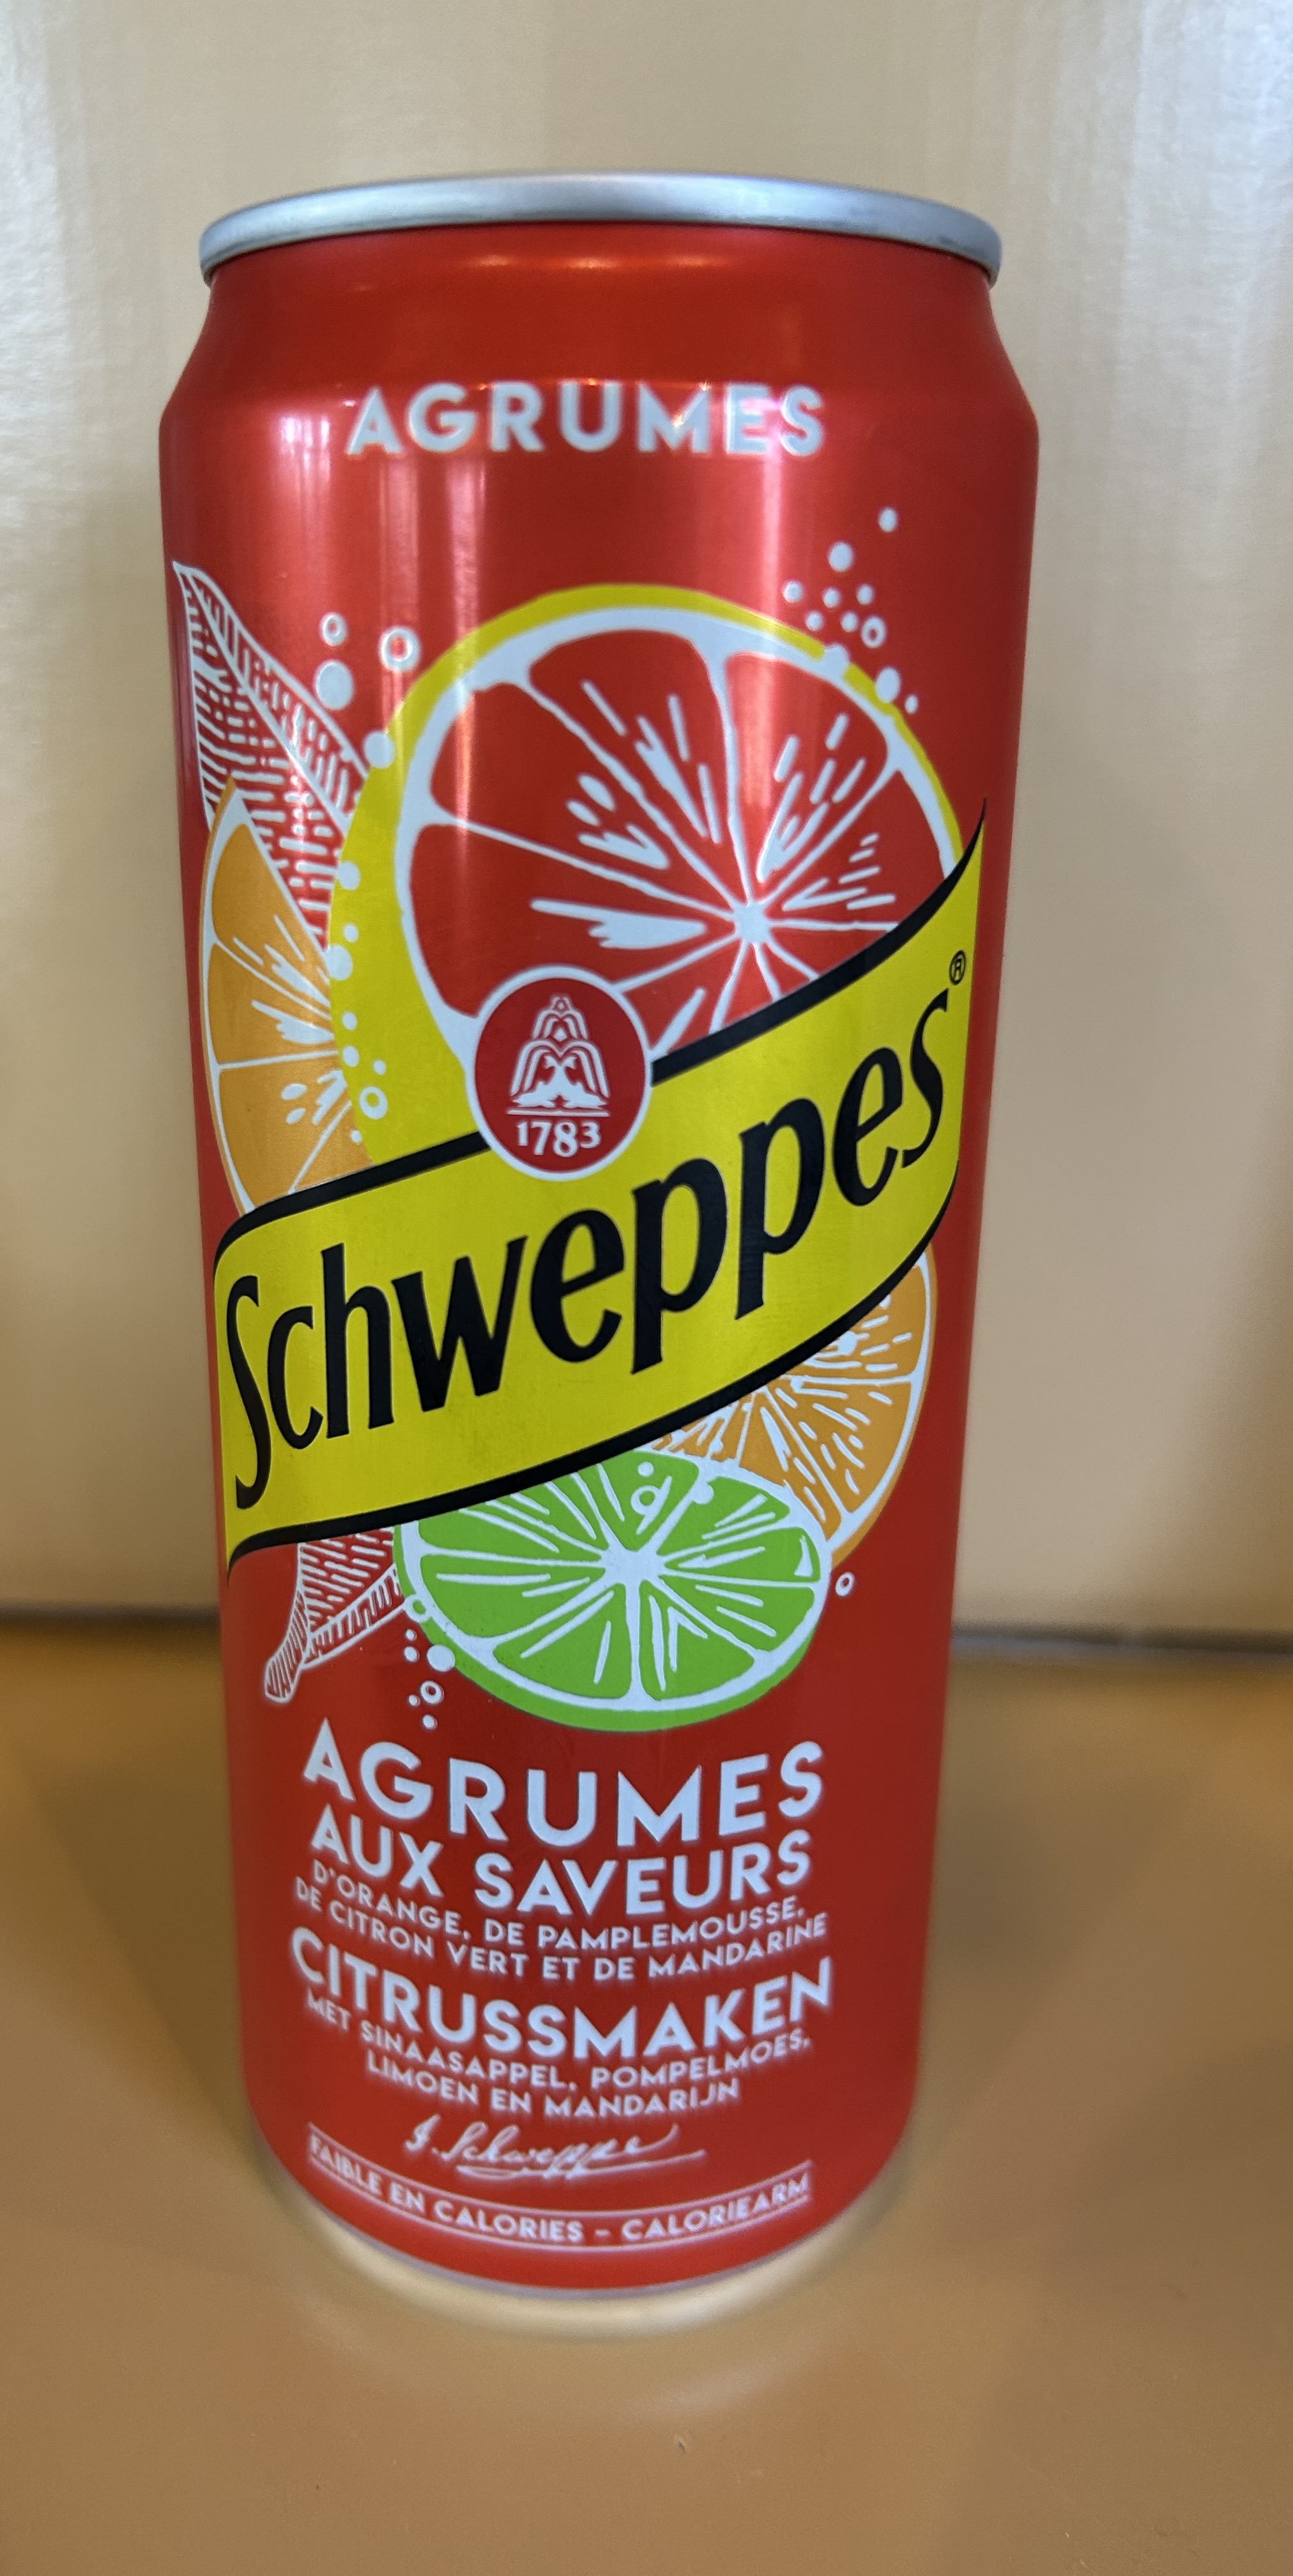 AGRUMES
1783
Schweppes®
AGRUMES
AUX SAVEURS
D'ORANGE, DE PAMPLEMOUSSE,
DE CITRON VERT ET DE MANDARINE
CITRUSSMAKEN
MET SINAASAPPEL, POMPELMOES,
LIMOEN EN MANDARIJN
J. Schweppe
FAIBLE EN CALORIES - CALORIEARM